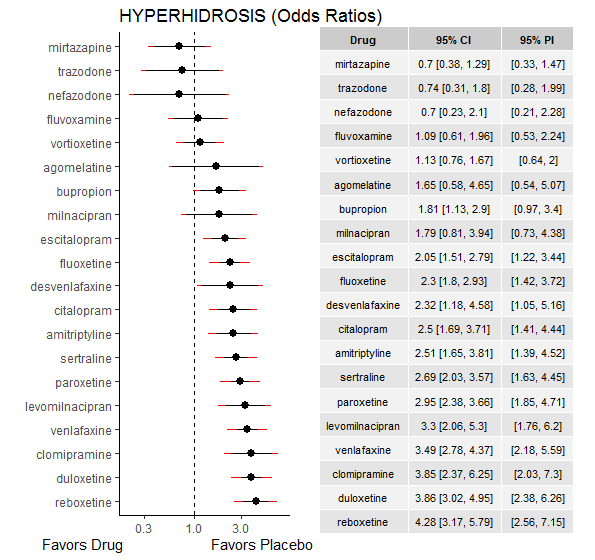 HYPERHIDROSIS (Odds Ratios)
Drug 95% CI 95% PI
mirtazapine mirtazapine 0.7 [0.38, 1.29] [0.33, 1.47]
trazodone trazodone 0.74 [0.31, 1.8] [0.28, 1.99]
nefazodone nefazodone 0.7 [0.23, 2.1] [0.21, 2.28]
fluvoxamine fluvoxamine 1.09 [0.61, 1.96] [0.53, 2.24]
vortioxetine vortioxetine 1.13 [0.76, 1.67] [0.64, 2]
agomelatine agomelatine 1.65 [0.58, 4.65] [0.54, 5.07]
bupropion bupropion 1.81 [1.13, 2.9] [0.97, 3.4]
milnacipran milnacipran 1.79 [0.81, 3.94] [0.73, 4.38]
escitalopram escitalopram 2.05 [1.51, 2.79] [1.22, 3.44]
fluoxetine fluoxetine 2.3 [1.8, 2.93] [1.42, 3.72]
desvenlafaxine desvenlafaxine 2.32 [1.18, 4.58] [1.05, 5.16]
citalopram citalopram 2.5 [1.69, 3.71] [1.41, 4.44]
amitriptyline amitriptyline 2.51 [1.65, 3.81] [1.39, 4.52]
sertraline sertraline 2.69 [2.03, 3.57] [1.63, 4.45]
paroxetine paroxetine 2.95 [2.38, 3.66] [1.85, 4.71]
levomilnacipran levomilnacipran 3.3 [2.06, 5.3] [1.76, 6.2]
venlafaxine venlafaxine 3.49 [2.78, 4.37] [2.18, 5.59]
clomipramine clomipramine 3.85 [2.37, 6.25] [2.03, 7.3]
duloxetine duloxetine 3.86 [3.02, 4.95] [2.38, 6.26]
reboxetine reboxetine 4.28 [3.17, 5.79] [2.56, 7.15]
0.3 1.0 3.0
Favors Drug Favors Placebo